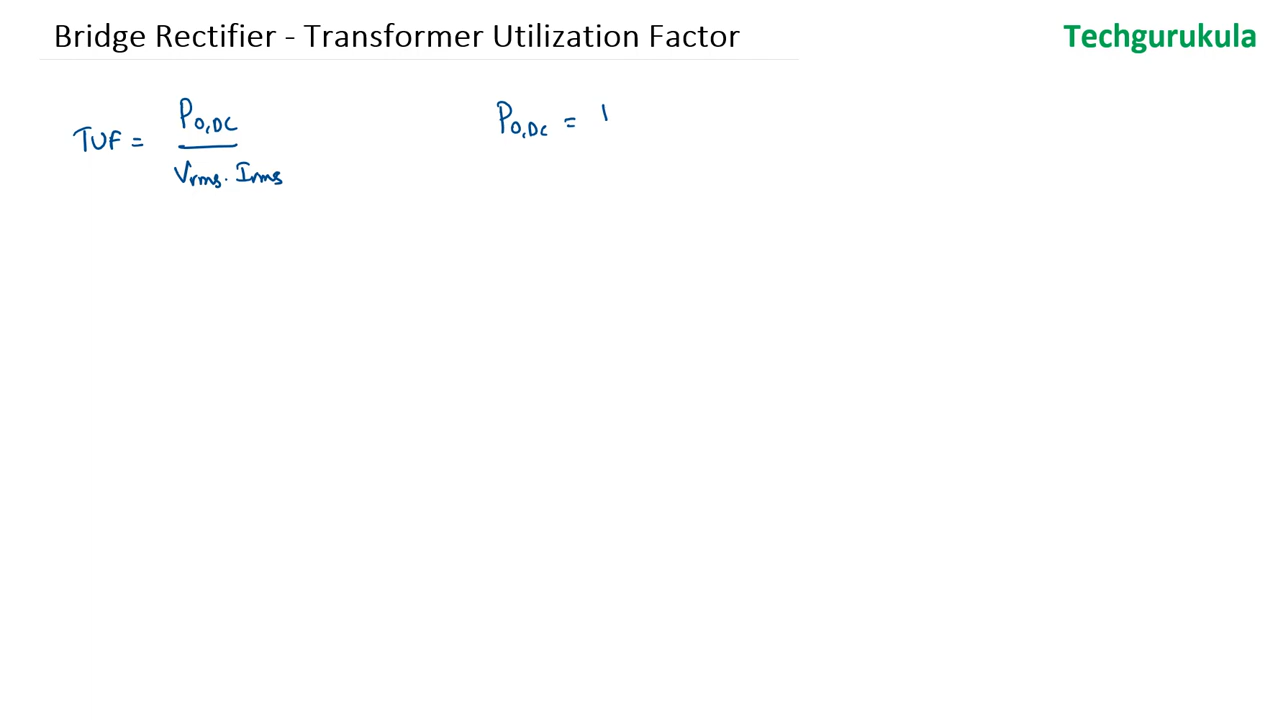 Bridge Rectifier - Transformer Utilization Factor
Techgurukula
TUF = P0,DC / Vrms . Irms
P0,DC =